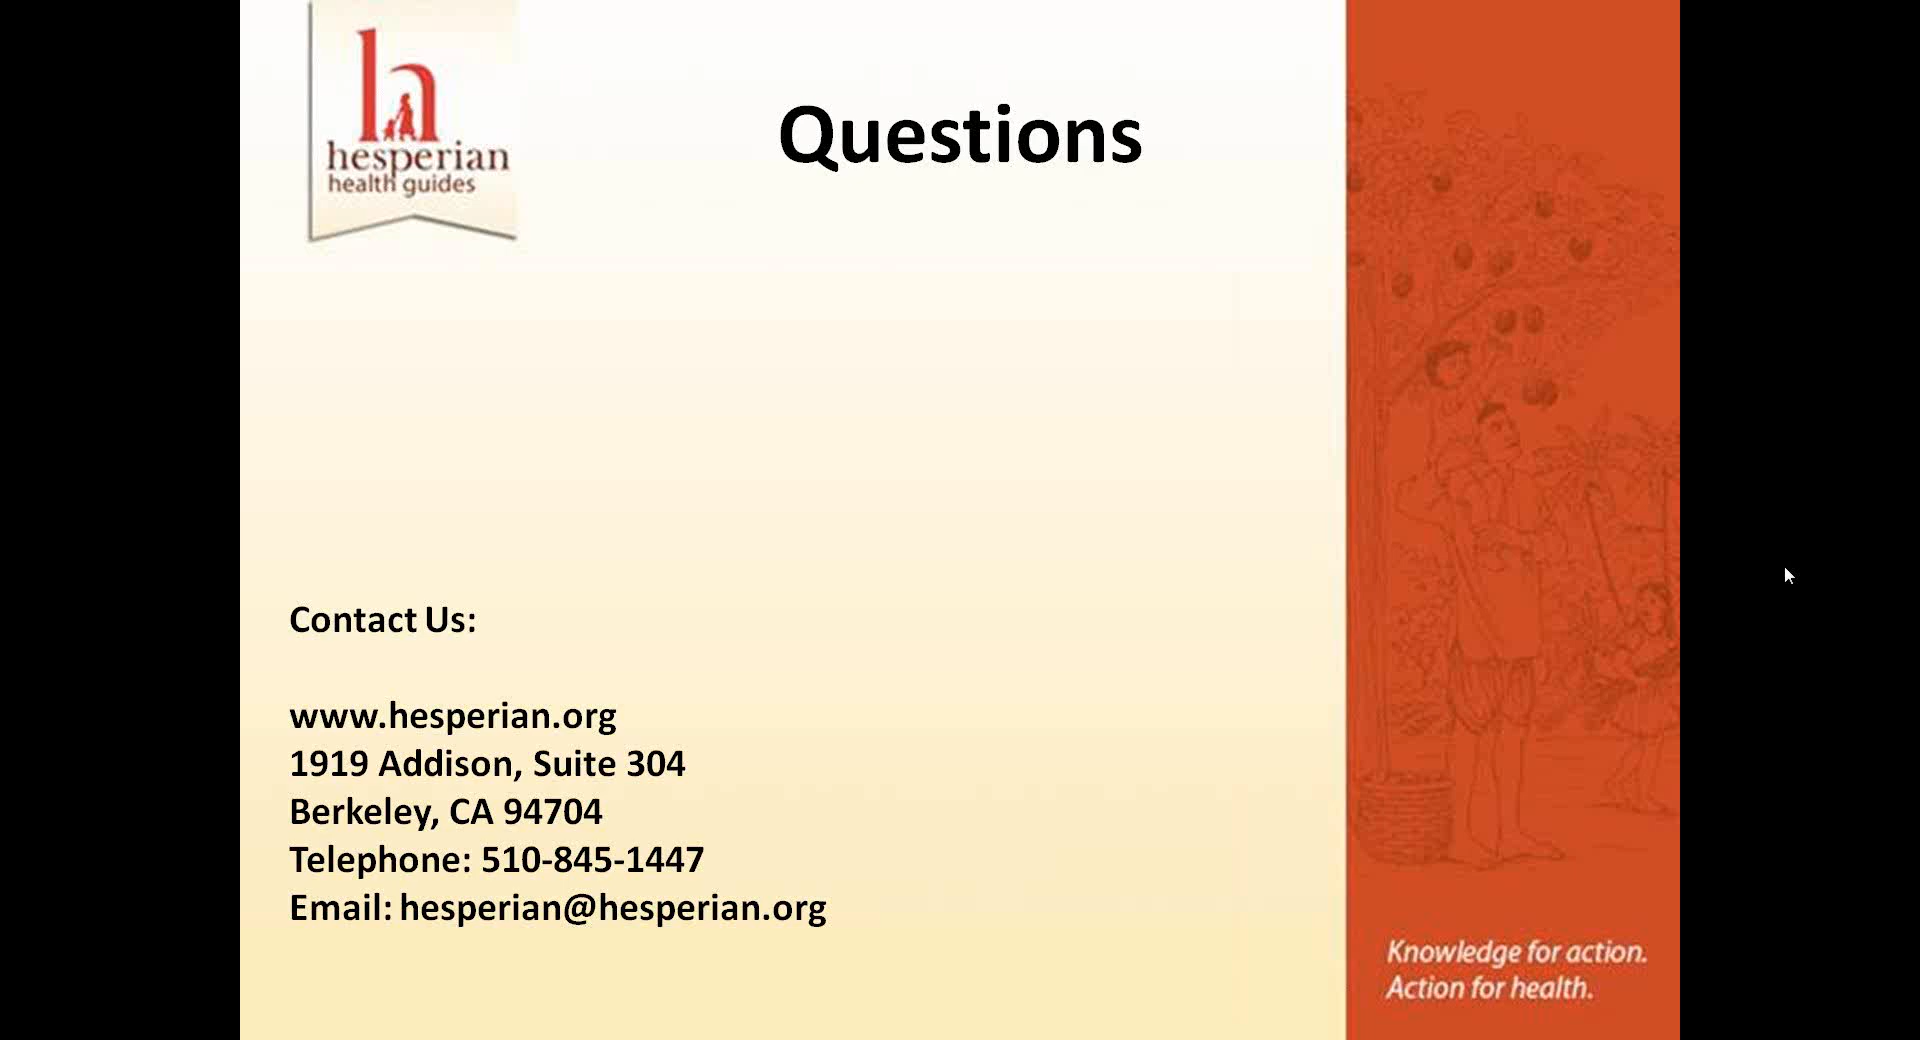 hesperian
health guides
Questions
Contact Us:
www.hesperian.org
1919 Addison, Suite 304
Berkeley, CA 94704
Telephone: 510-845-1447
Email: hesperian@hesperian.org
Knowledge for action.
Action for health.